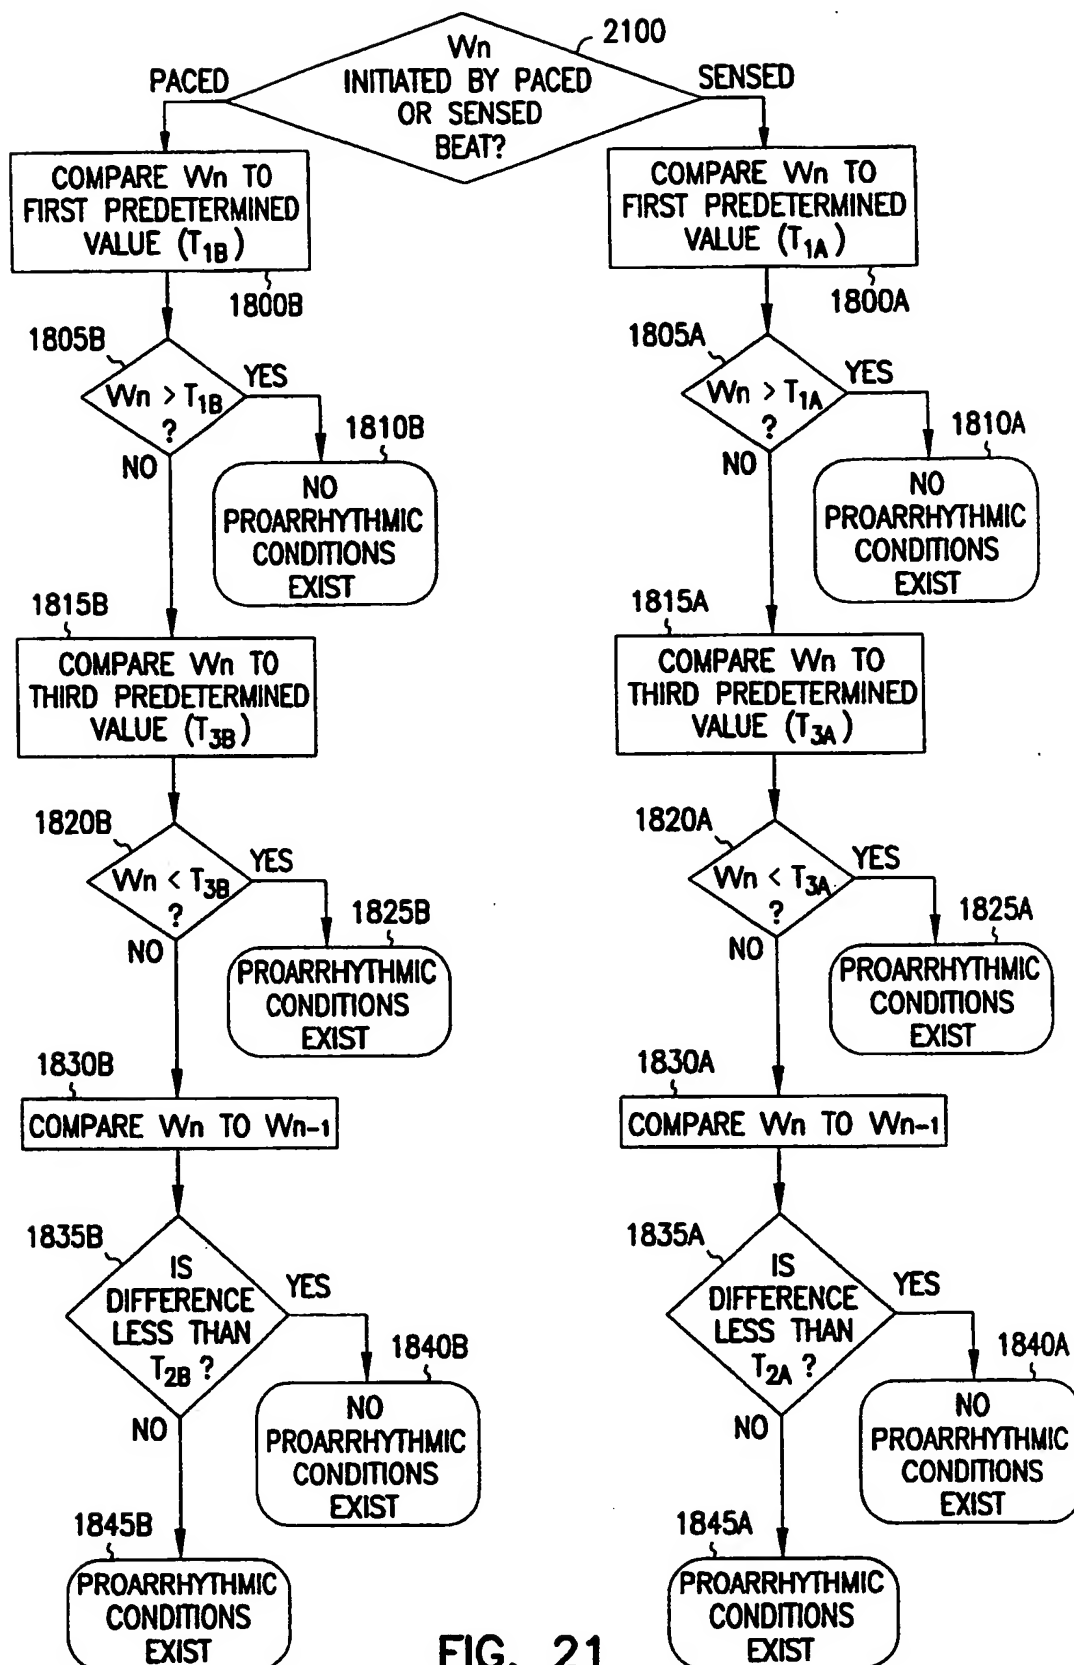 2100
Wn
INITIATED BY PACED
OR SENSED
BEAT?
PACED
SENSED
COMPARE Wn TO
FIRST PREDETERMINED
VALUE (T1B)
1800B
COMPARE Wn TO
FIRST PREDETERMINED
VALUE (T1A)
1800A
1805B
Wn > T1B
?
YES
NO
1810B
NO
PROARRHYTHMIC
CONDITIONS
EXIST
1805A
Wn > T1A
?
YES
NO
1810A
NO
PROARRHYTHMIC
CONDITIONS
EXIST
1815B
COMPARE Wn TO
THIRD PREDETERMINED
VALUE (T3B)
1815A
COMPARE Wn TO
THIRD PREDETERMINED
VALUE (T3A)
1820B
Wn < T3B
?
YES
NO
1825B
PROARRHYTHMIC
CONDITIONS
EXIST
1820A
Wn < T3A
?
YES
NO
1825A
PROARRHYTHMIC
CONDITIONS
EXIST
1830B
COMPARE Wn TO Wn-1
1830A
COMPARE Wn TO Wn-1
1835B
IS
DIFFERENCE
LESS THAN
T2B ?
YES
NO
1840B
NO
PROARRHYTHMIC
CONDITIONS
EXIST
1835A
IS
DIFFERENCE
LESS THAN
T2A ?
YES
NO
1840A
NO
PROARRHYTHMIC
CONDITIONS
EXIST
1845B
PROARRHYTHMIC
CONDITIONS
EXIST
1845A
PROARRHYTHMIC
CONDITIONS
EXIST
FIG. 21